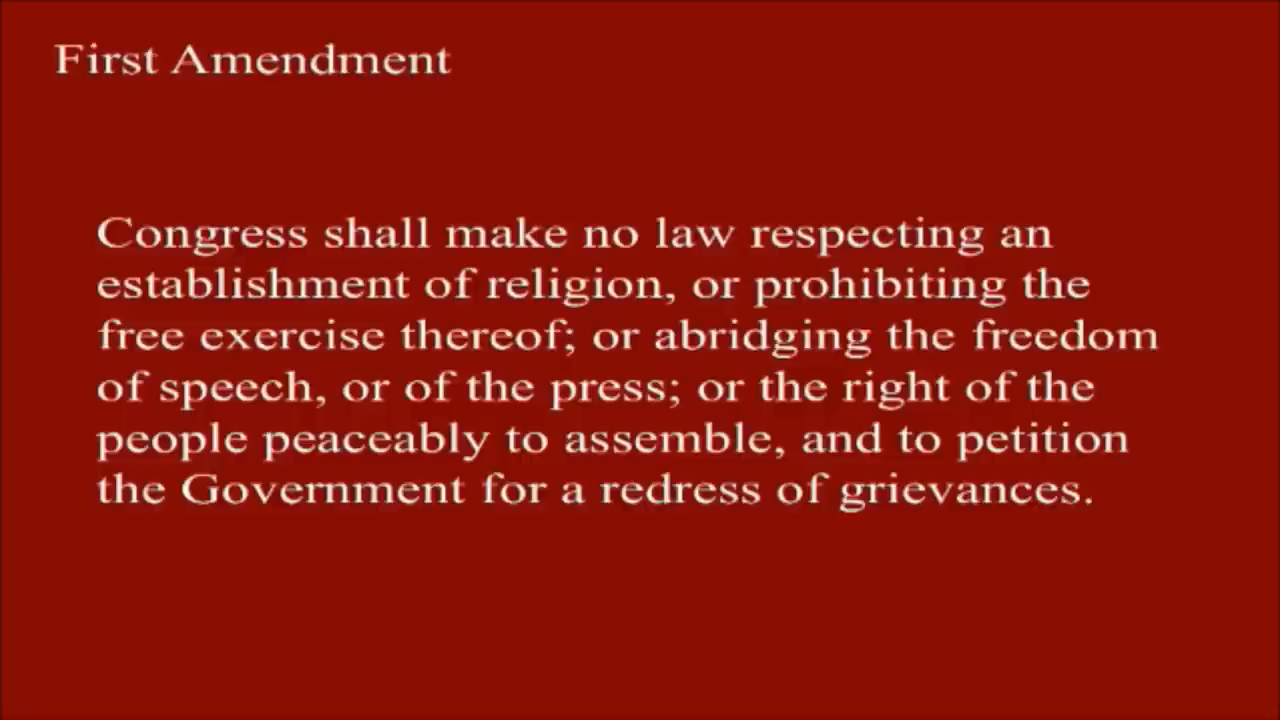 First Amendment
Congress shall make no law respecting an
establishment of religion, or prohibiting the
free exercise thereof; or abridging the freedom
of speech, or of the press; or the right of the
people peaceably to assemble, and to petition
the Government for a redress of grievances.